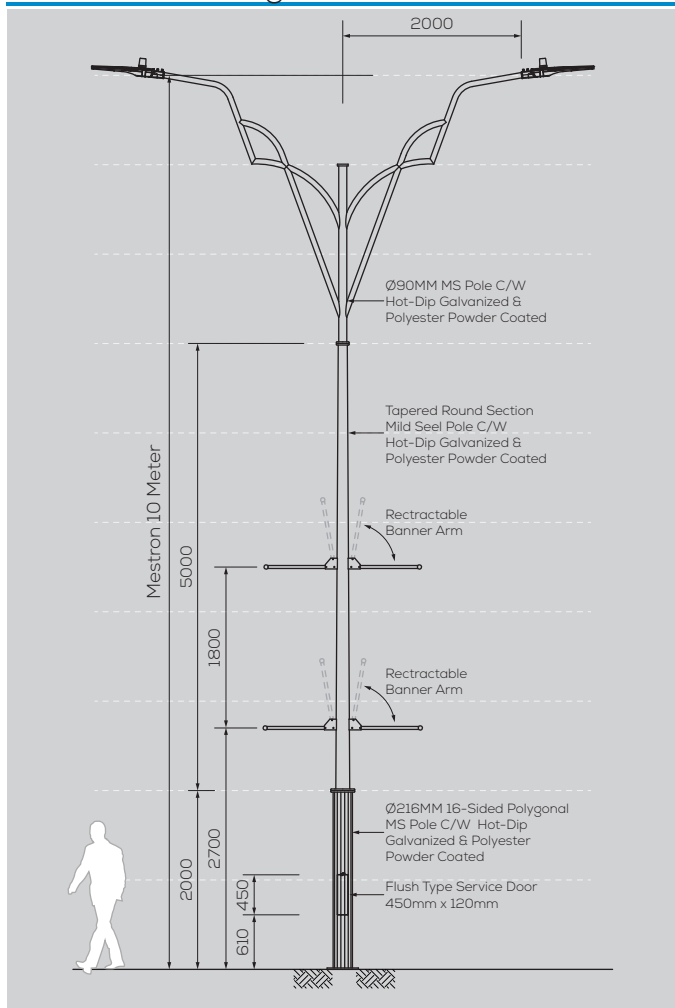 2000
Ø90MM MS Pole C/W
Hot-Dip Galvanized &
Polyester Powder Coated
Tapered Round Section
Mild Seel Pole C/W
Hot-Dip Galvanized &
Polyester Powder Coated
Mestron 10 Meter
5000
Rectractable
Banner Arm
1800
Rectractable
Banner Arm
Ø216MM 16-Sided Polygonal
MS Pole C/W Hot-Dip
Galvanized & Polyester
Powder Coated
2000
2700
450
Flush Type Service Door
450mm x 120mm
610